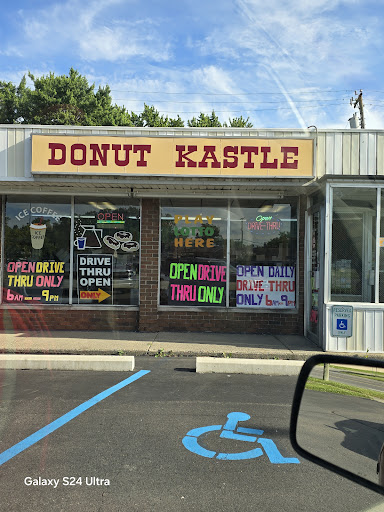 DONUT KASTLE
ICE COFFEE
OPEN
PLAY
LOTTO
HERE
Open
DRIVE-THRU
OPEN DRIVE
THRU ONLY
6AM 9PM
DRIVE
THRU
OPEN
OPEN DRIVE
THRU ONLY
OPEN DAILY
DRIVE THRU
ONLY 6AM 9PM
Galaxy S24 Ultra